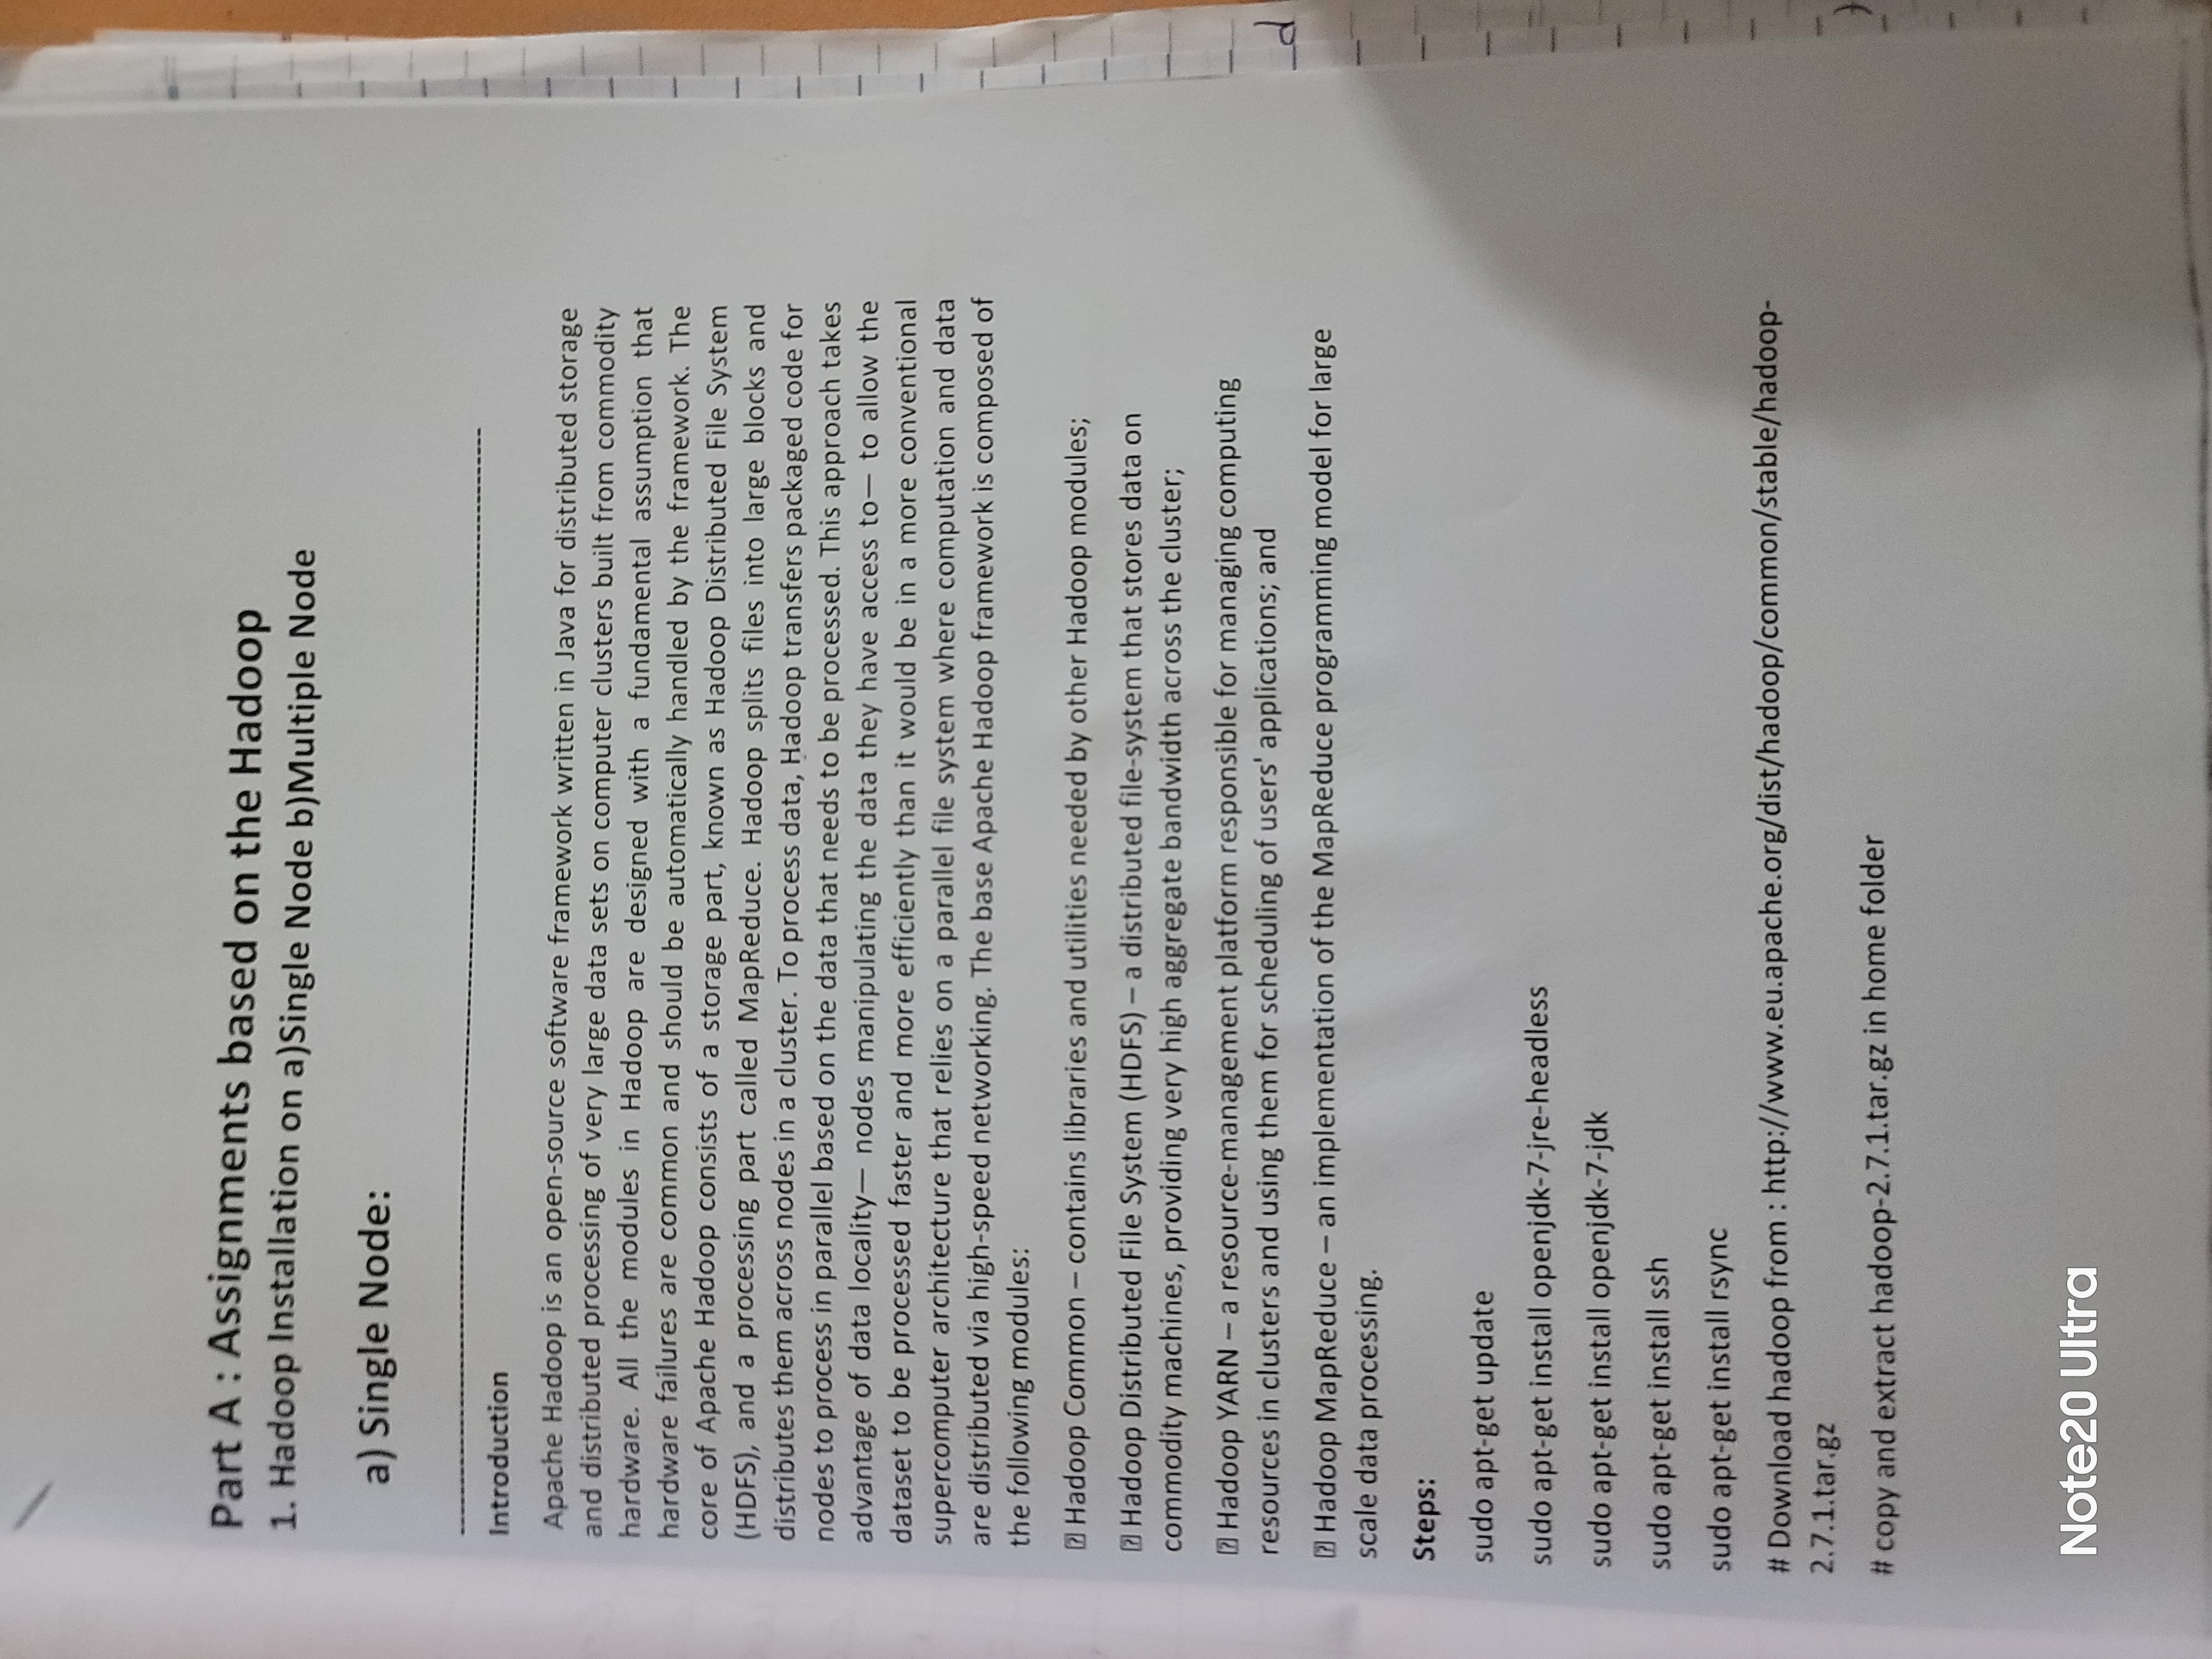 Part A : Assignments based on the Hadoop
1. Hadoop Installation on a)Single Node b)Multiple Node
a) Single Node:
Introduction
Apache Hadoop is an open-source software framework written in Java for distributed storage
and distributed processing of very large data sets on computer clusters built from commodity
hardware. All the modules in Hadoop are designed with a fundamental assumption that
hardware failures are common and should be automatically handled by the framework. The
core of Apache Hadoop consists of a storage part, known as Hadoop Distributed File System
(HDFS), and a processing part called MapReduce. Hadoop splits files into large blocks and
distributes them across nodes in a cluster. To process data, Hadoop transfers packaged code for
nodes to process in parallel based on the data that needs to be processed. This approach takes
advantage of data locality— nodes manipulating the data they have access to— to allow the
dataset to be processed faster and more efficiently than it would be in a more conventional
supercomputer architecture that relies on a parallel file system where computation and data
are distributed via high-speed networking. The base Apache Hadoop framework is composed of
the following modules:
⍰ Hadoop Common – contains libraries and utilities needed by other Hadoop modules;
⍰ Hadoop Distributed File System (HDFS) – a distributed file-system that stores data on
commodity machines, providing very high aggregate bandwidth across the cluster;
⍰ Hadoop YARN – a resource-management platform responsible for managing computing
resources in clusters and using them for scheduling of users' applications; and
⍰ Hadoop MapReduce – an implementation of the MapReduce programming model for large
scale data processing.
Steps:
sudo apt-get update
sudo apt-get install openjdk-7-jre-headless
sudo apt-get install openjdk-7-jdk
sudo apt-get install ssh
sudo apt-get install rsync
# Download hadoop from : http://www.eu.apache.org/dist/hadoop/common/stable/hadoop-
2.7.1.tar.gz
# copy and extract hadoop-2.7.1.tar.gz in home folder
Note20 Ultra